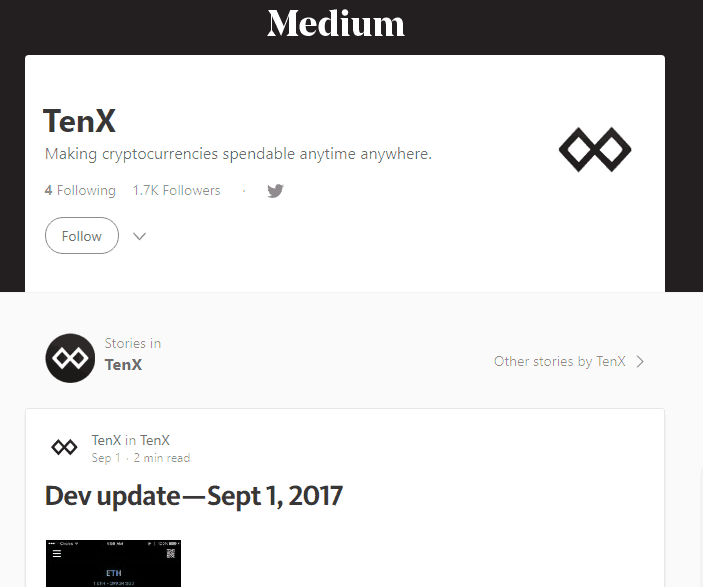 Medium
TenX
Making cryptocurrencies spendable anytime anywhere.
4 Following 1.7K Followers ·
Follow
Stories in
TenX
Other stories by TenX
TenX in TenX
Sep 1 · 2 min read
Dev update—Sept 1, 2017
ETH